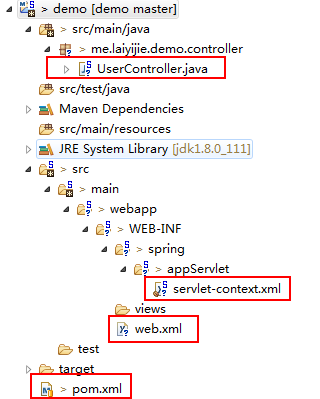 > demo [demo master]
> src/main/java
> me.laiyijie.demo.controller
> UserController.java
src/test/java
Maven Dependencies
src/main/resources
JRE System Library [jdk1.8.0_111]
> src
> main
> webapp
> WEB-INF
> spring
> appServlet
> servlet-context.xml
views
> web.xml
test
target
> pom.xml